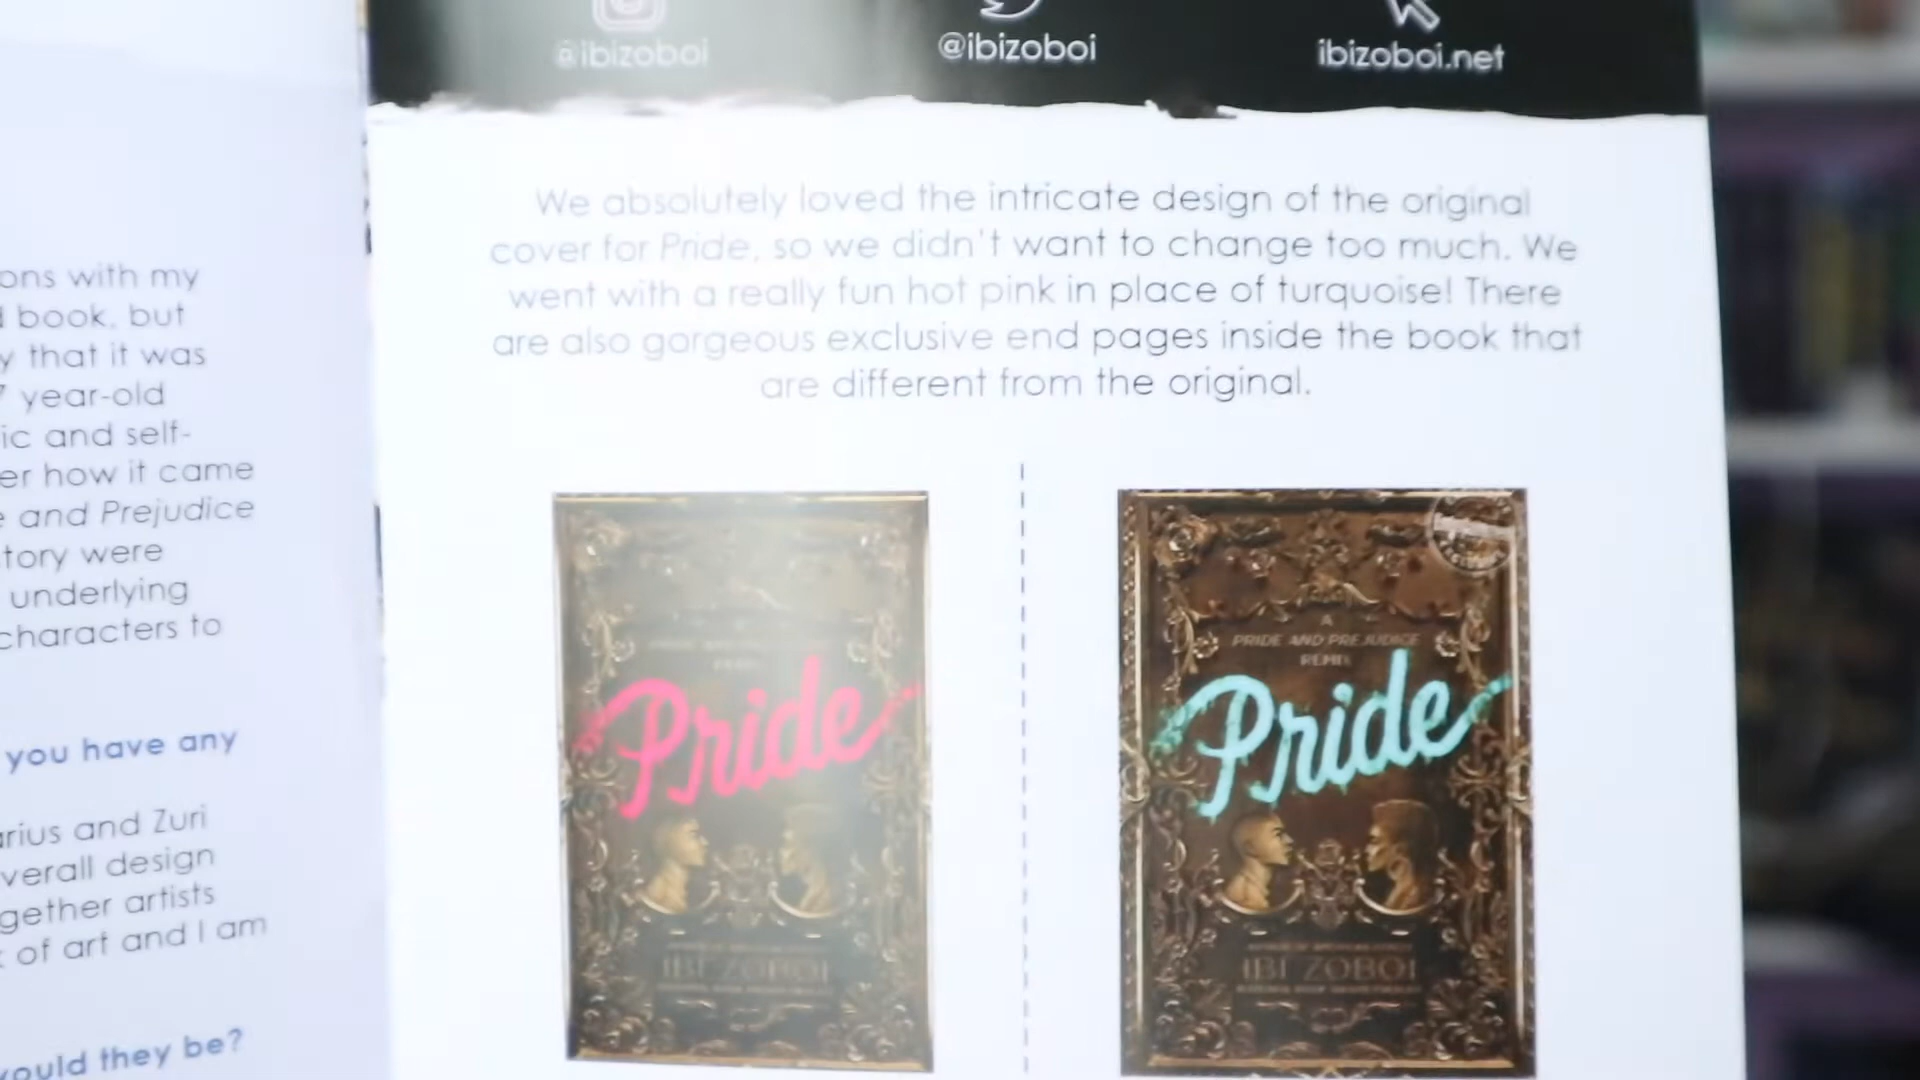 @ibizoboi
@ibizoboi
ibizoboi.net
ons with my
book, but
y that it was
7 year-old
ic and self-
er how it came
e and Prejudice
tory were
underlying
characters to
you have any
arius and Zuri
verall design
gether artists
of art and I am
would they be?
We absolutely loved the intricate design of the original
cover for Pride, so we didn't want to change too much. We
went with a really fun hot pink in place of turquoise! There
are also gorgeous exclusive end pages inside the book that
are different from the original.
Pride
IBI ZOBOI
A
PRIDE AND PREJUDICE
REMIX
Pride
IBI ZOBOI